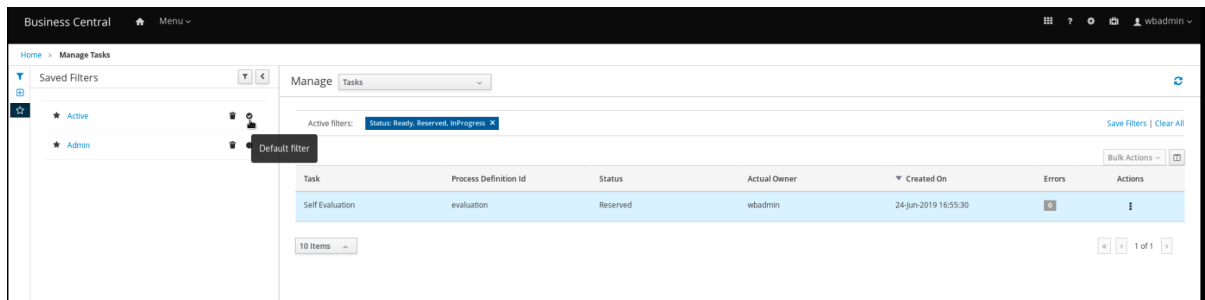 Business Central Menu ? wbadmin
Home » Manage Tasks
Saved Filters
Active
Admin
Default filter
Manage Tasks
Active filters: Status: Ready, Reserved, InProgress X Save Filters | Clear All
Bulk Actions
Task Process Definition Id Status Actual Owner Created On Errors Actions
Self Evaluation evaluation Reserved wbadmin 24-Jun-2019 16:55:30 0
10 Items « ‹ 1 of 1 ›